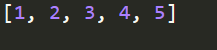 [1, 2, 3, 4, 5]